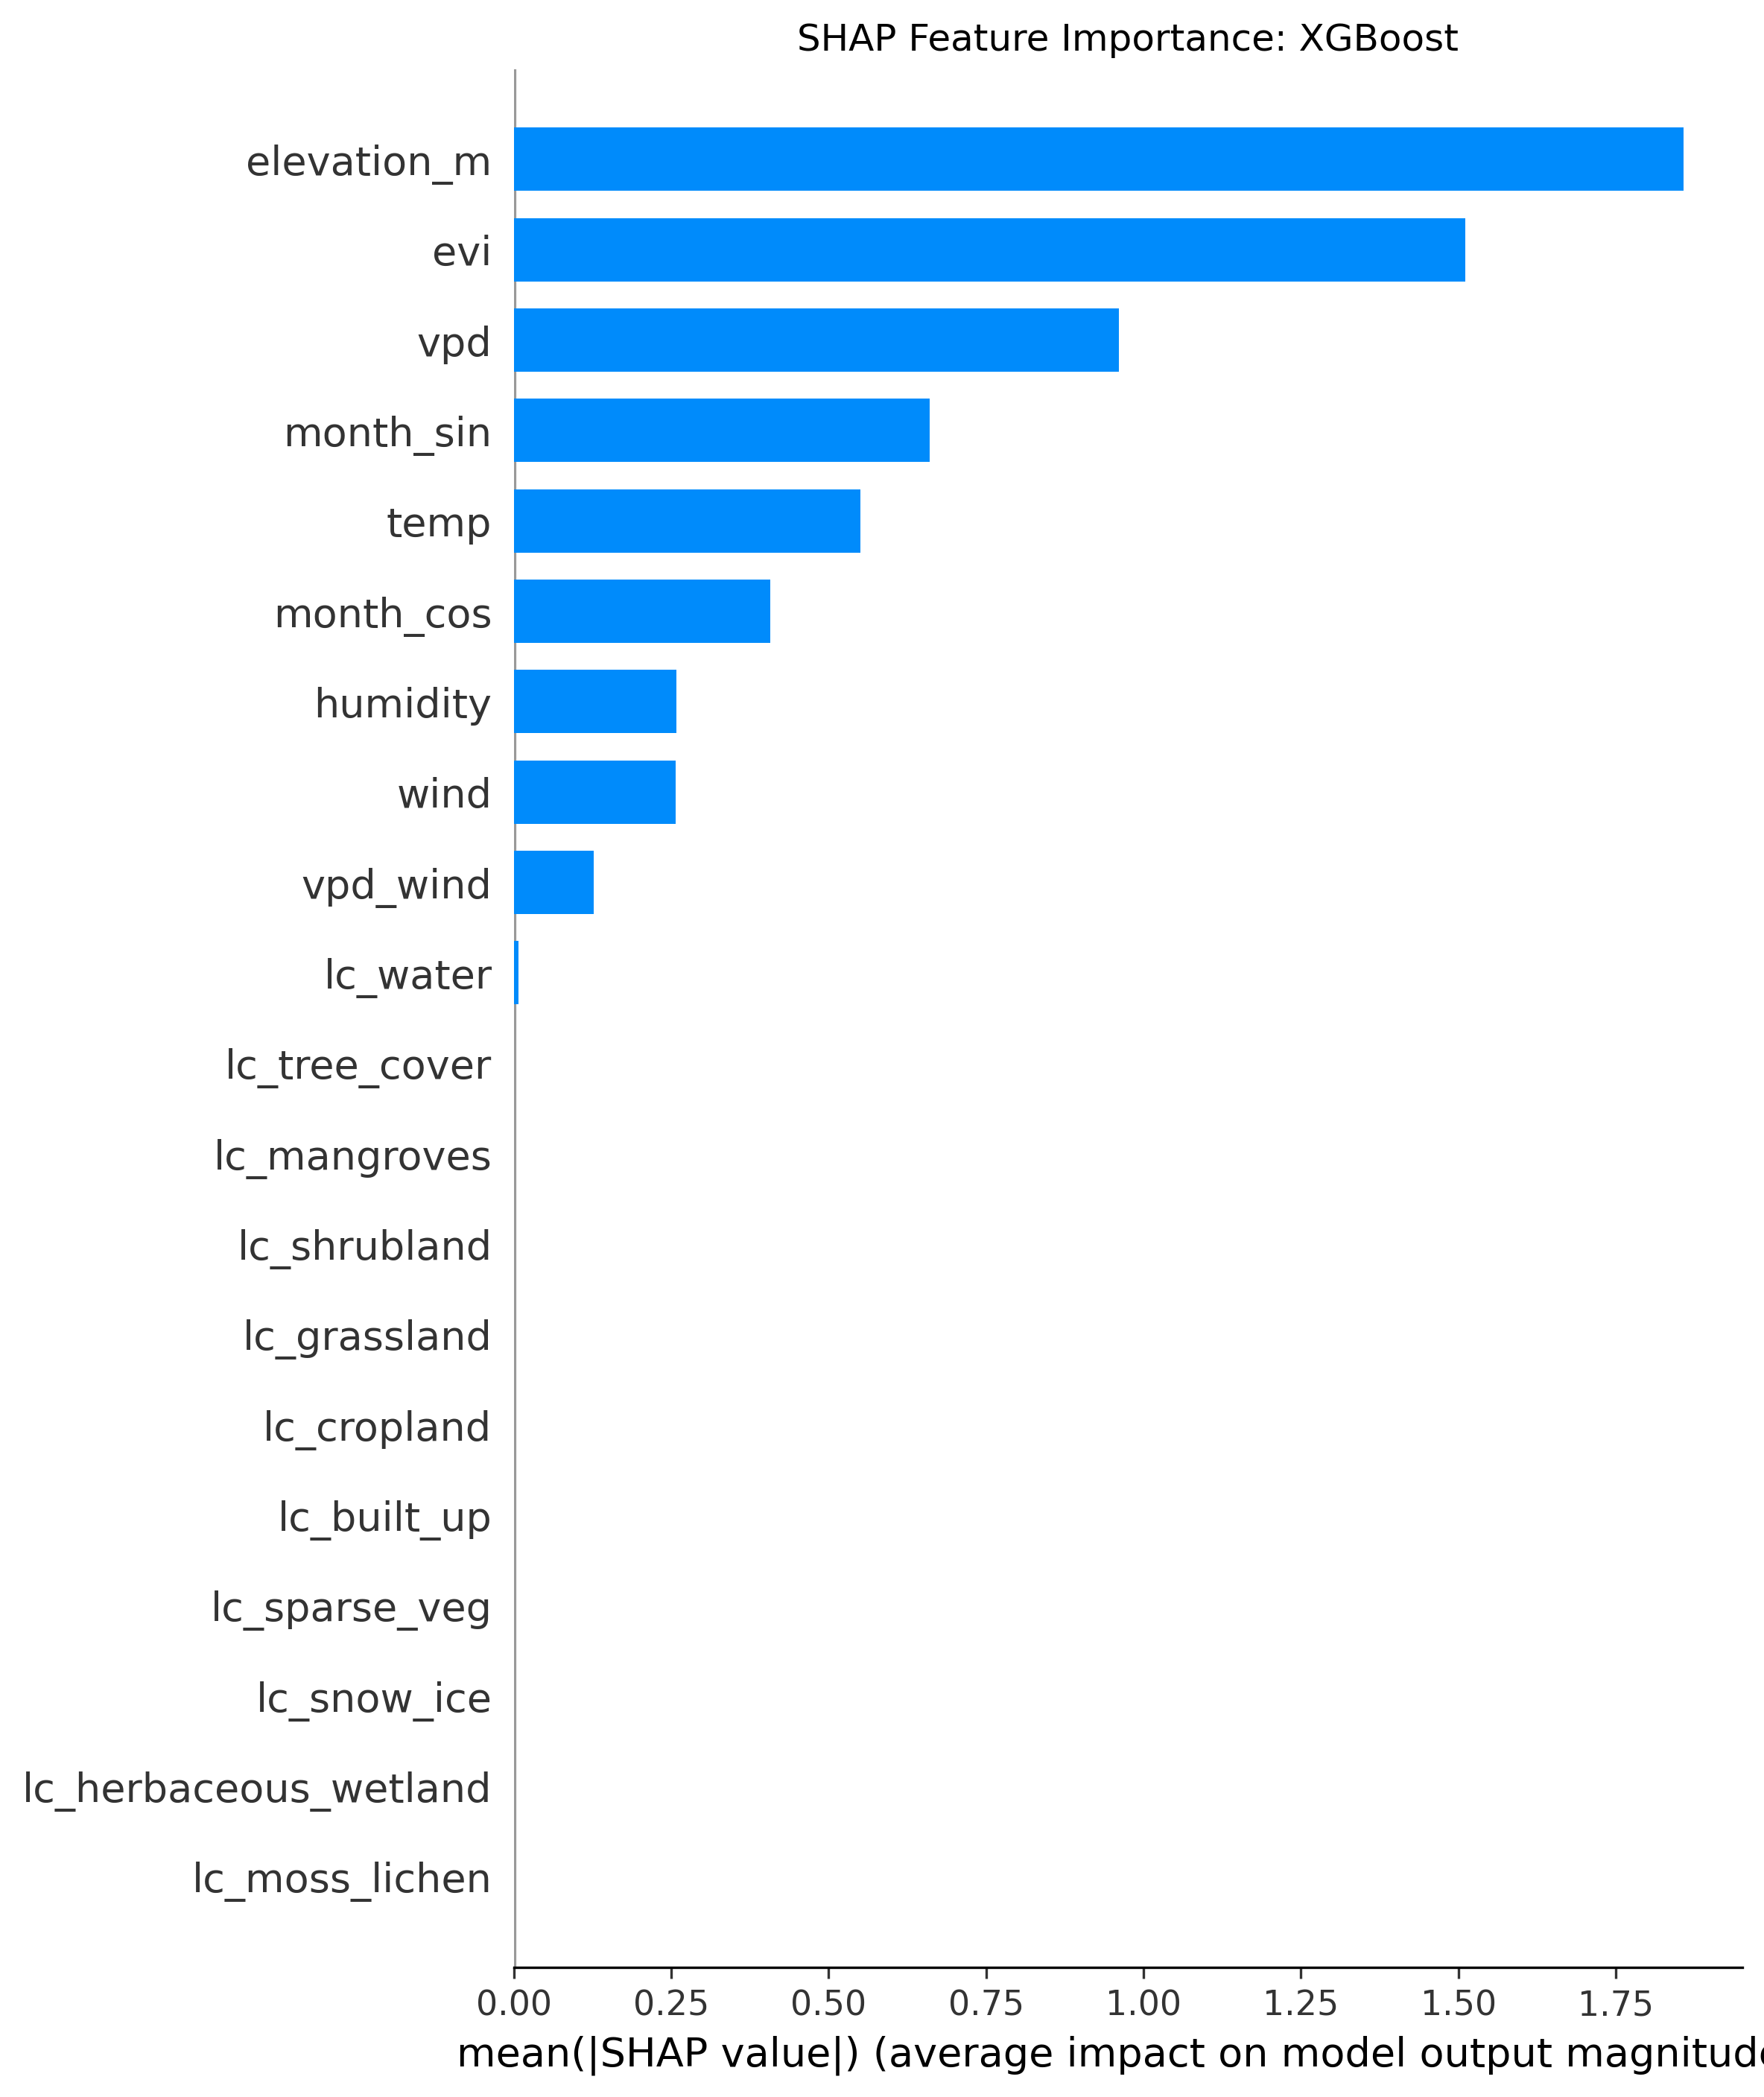 SHAP Feature Importance: XGBoost
elevation_m
evi
vpd
month_sin
temp
month_cos
humidity
wind
vpd_wind
lc_water
lc_tree_cover
lc_mangroves
lc_shrubland
lc_grassland
lc_cropland
lc_built_up
lc_sparse_veg
lc_snow_ice
lc_herbaceous_wetland
lc_moss_lichen
0.00 0.25 0.50 0.75 1.00 1.25 1.50 1.75
mean(|SHAP value|) (average impact on model output magnitude